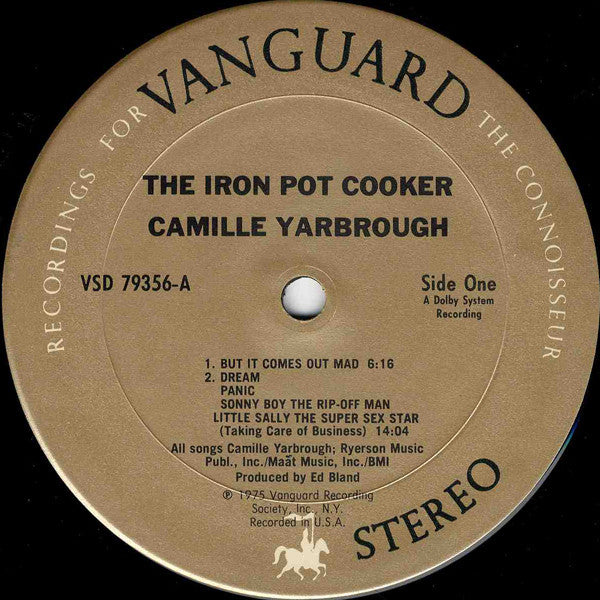 RECORDINGS FOR VANGUARD THE CONNOISSEUR
THE IRON POT COOKER
CAMILLE YARBROUGH
VSD 79356-A
Side One
A Dolby System
Recording
1. BUT IT COMES OUT MAD 6:16
2. DREAM
PANIC
SONNY BOY THE RIP-OFF MAN
LITTLE SALLY THE SUPER SEX STAR
(Taking Care of Business) 14:04
All songs Camille Yarbrough; Ryerson Music
Publ., Inc./Maāt Music, Inc./BMI
Produced by Ed Bland
℗ 1975 Vanguard Recording
Society, Inc., N.Y.
Recorded in U.S.A.
STEREO